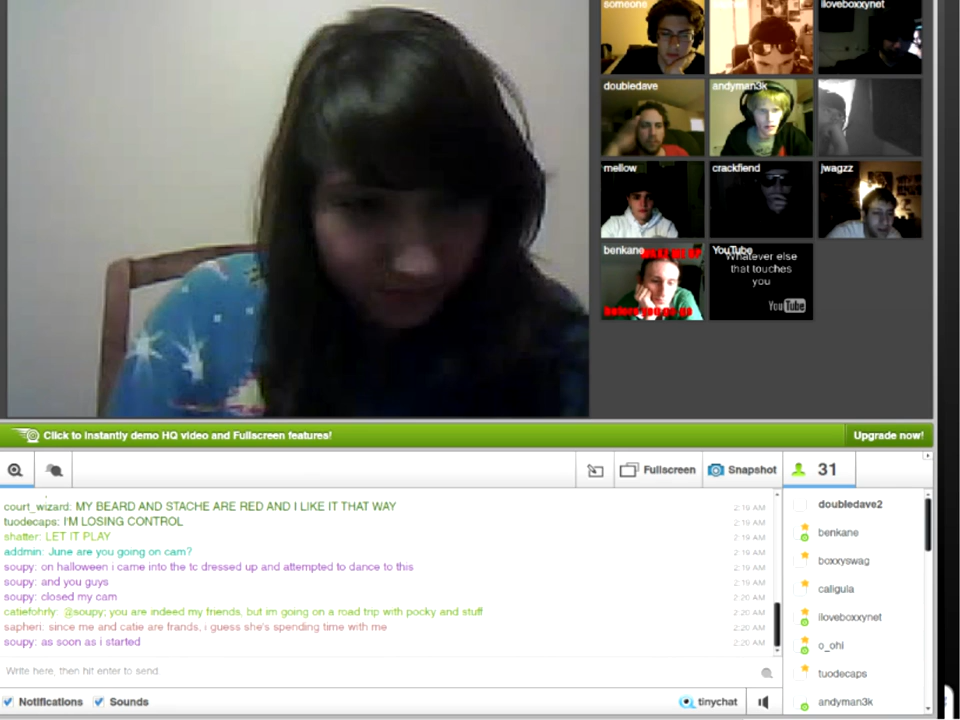 someone
iloveboxxynet
doubledave
andyman3k
mellow
crackfiend
jwagzz
benkane
YouTube
Whatever else
that touches
you
YouTube
Click to instantly demo HQ video and Fullscreen features!
Upgrade now!
Fullscreen
Snapshot
31
court_wizard: MY BEARD AND STACHE ARE RED AND I LIKE IT THAT WAY 2:19 AM
tuodecaps: I'M LOSING CONTROL 2:19 AM
shatter: LET IT PLAY 2:19 AM
addmin: June are you going on cam? 2:19 AM
soupy: on halloween i came into the tc dressed up and attempted to dance to this 2:19 AM
soupy: and you guys 2:19 AM
soupy: closed my cam 2:20 AM
catiefohrly: @soupy; you are indeed my friends, but im going on a road trip with pocky and stuff 2:20 AM
sapheri: since me and catie are frands, i guess she's spending time with me 2:20 AM
soupy: as soon as i started 2:20 AM
Write here, then hit enter to send
Notifications
Sounds
tinychat
doubledave2
benkane
boxxyswag
caligula
iloveboxxynet
o_ohi
tuodecaps
andyman3k